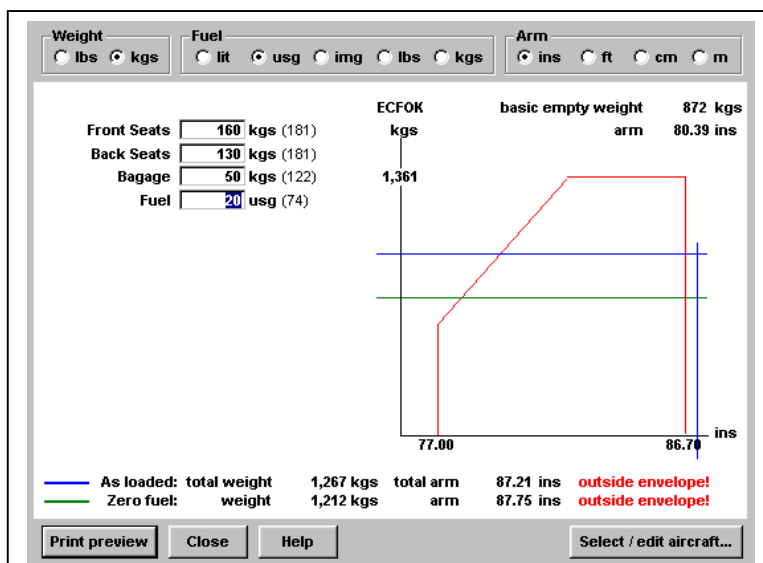 Weight
lbs kgs
Fuel
lit usg img lbs kgs
Arm
ins ft cm m
Front Seats 160 kgs (181)
Back Seats 130 kgs (181)
Bagage 50 kgs (122)
Fuel 20 usg (74)
ECFOK
kgs
basic empty weight 872 kgs
arm 80.39 ins
1,361
ins
77.00 86.70
As loaded: total weight 1,267 kgs total arm 87.21 ins outside envelope!
Zero fuel: weight 1,212 kgs arm 87.75 ins outside envelope!
Print preview Close Help Select / edit aircraft...